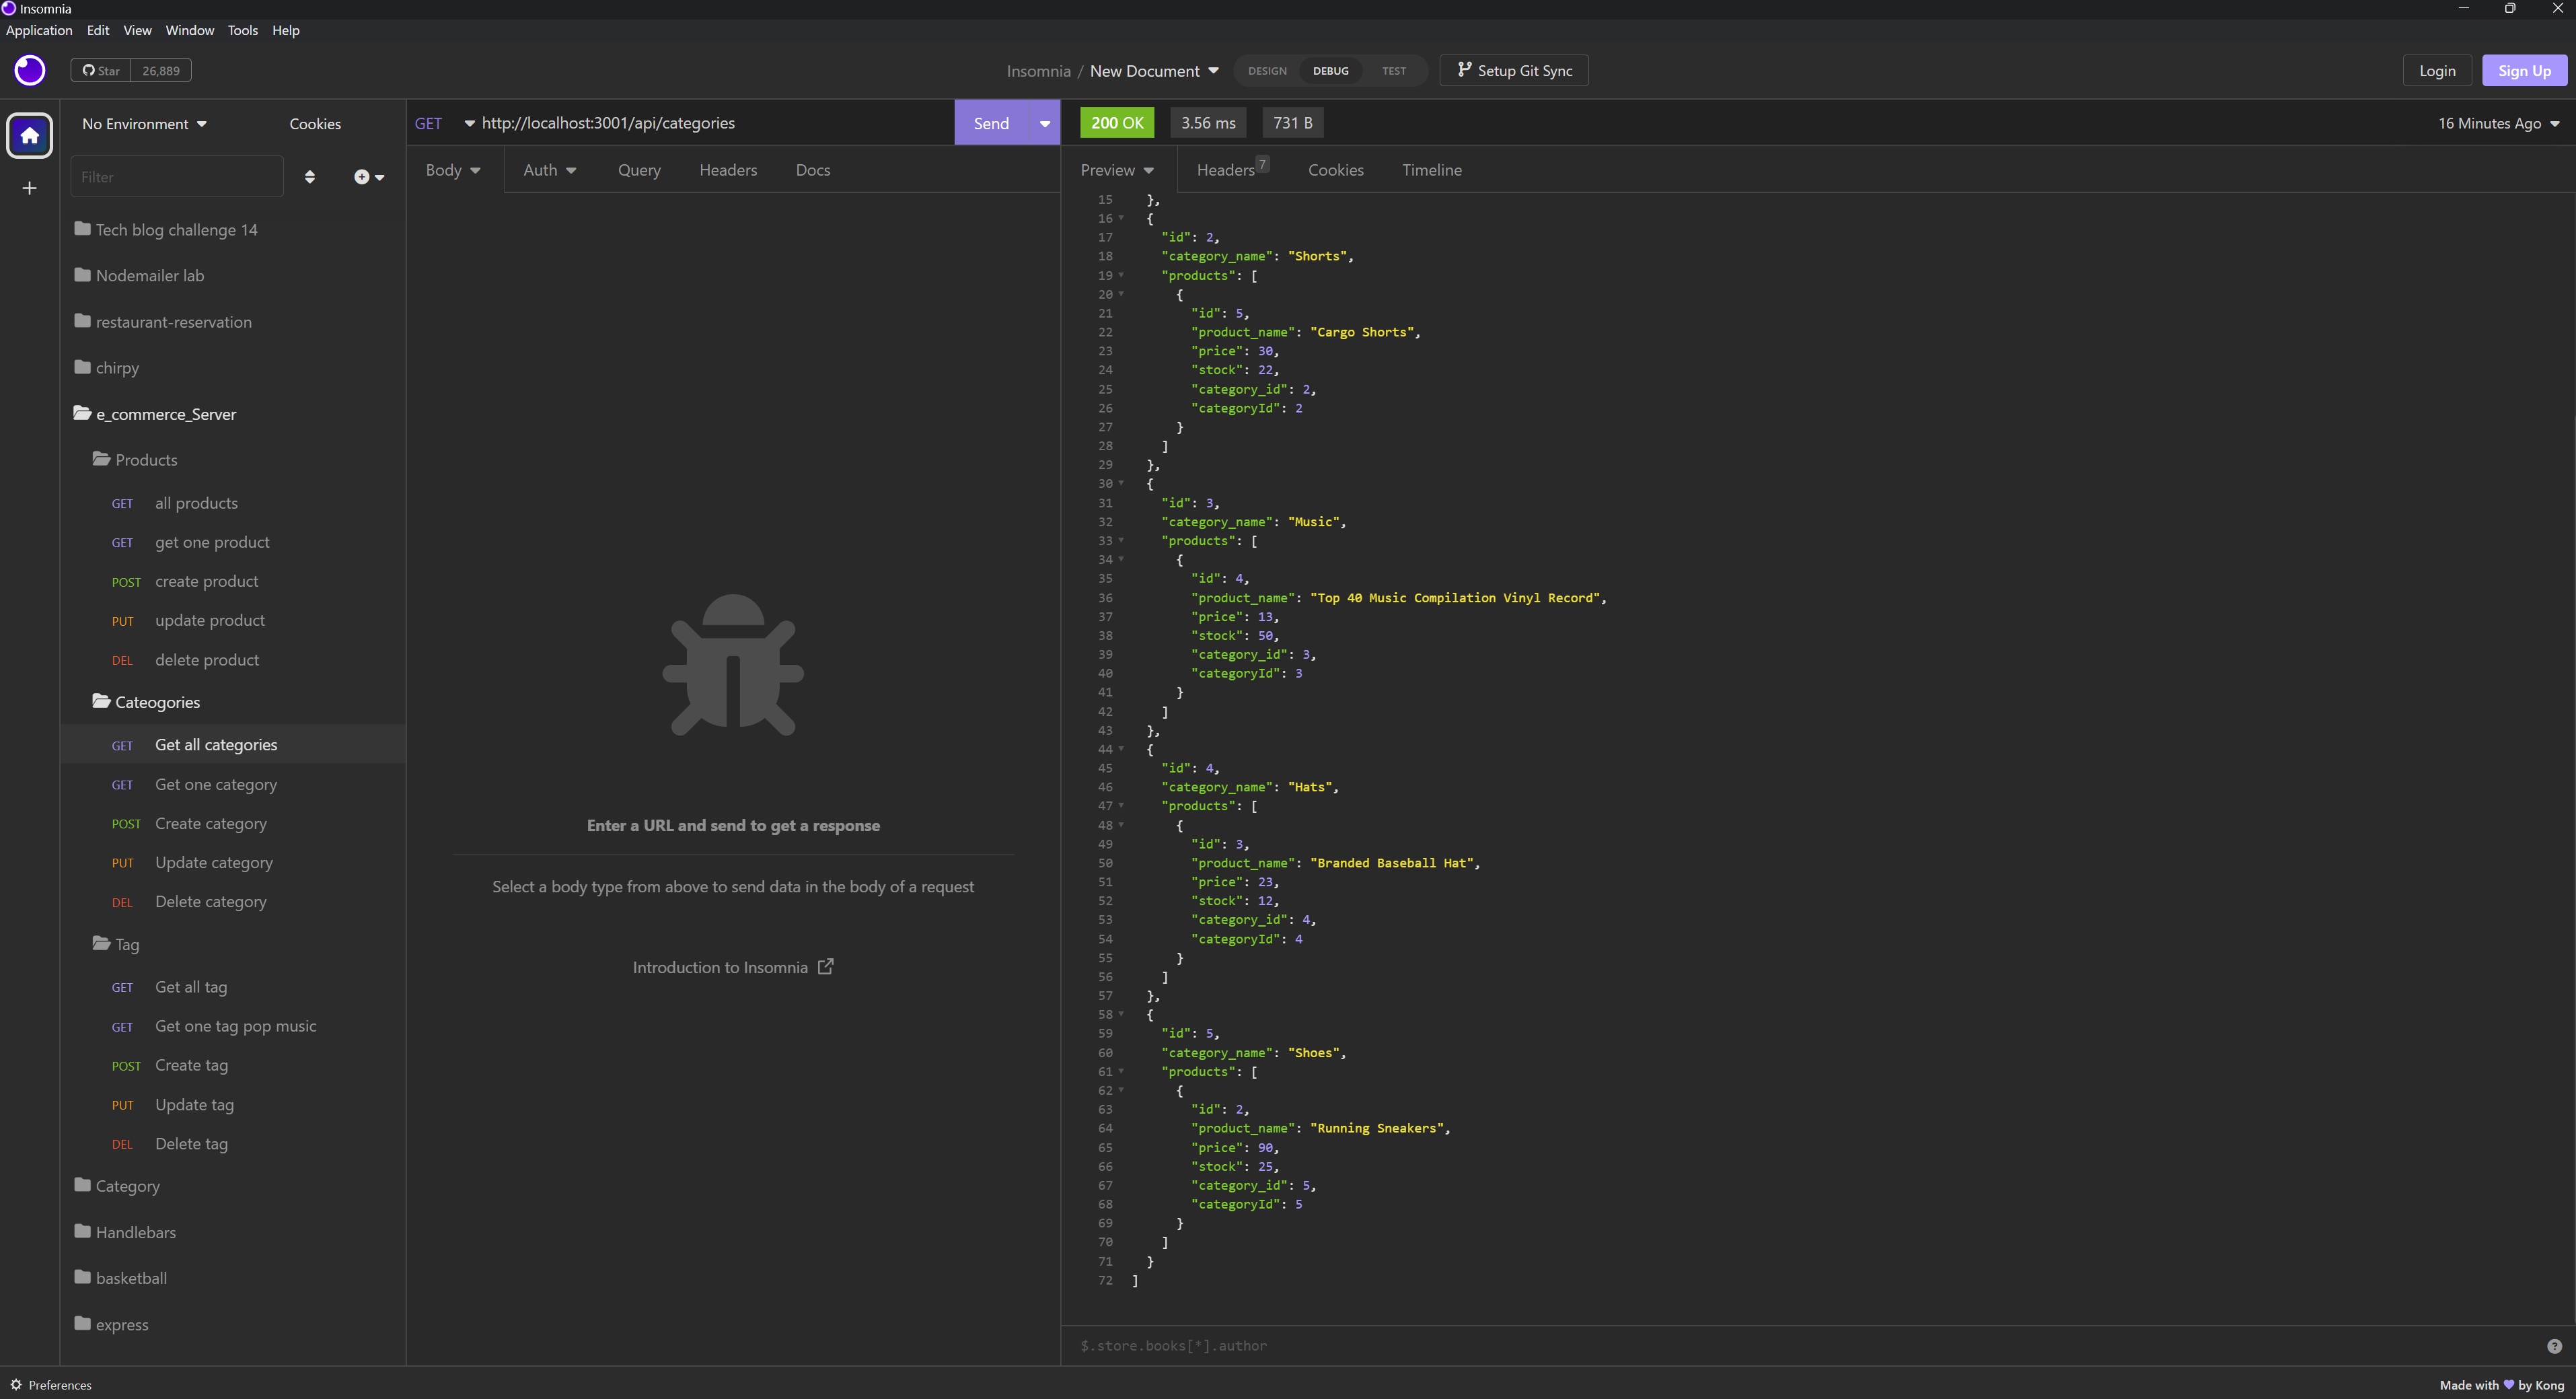 Insomnia
Application Edit View Window Tools Help
Star 26,889
Insomnia / New Document
DESIGN DEBUG TEST
Setup Git Sync
Login
Sign Up
No Environment
Cookies
Filter
Tech blog challenge 14
Nodemailer lab
restaurant-reservation
chirpy
e_commerce_Server
Products
GET all products
GET get one product
POST create product
PUT update product
DEL delete product
Cateogories
GET Get all categories
GET Get one category
POST Create category
PUT Update category
DEL Delete category
Tag
GET Get all tag
GET Get one tag pop music
POST Create tag
PUT Update tag
DEL Delete tag
Category
Handlebars
basketball
express
GET http://localhost:3001/api/categories
Send
Body Auth Query Headers Docs
Enter a URL and send to get a response
Select a body type from above to send data in the body of a request
Introduction to Insomnia
200 OK 3.56 ms 731 B
16 Minutes Ago
Preview Headers 7 Cookies Timeline
15 },
16 {
17 "id": 2,
18 "category_name": "Shorts",
19 "products": [
20 {
21 "id": 5,
22 "product_name": "Cargo Shorts",
23 "price": 30,
24 "stock": 22,
25 "category_id": 2,
26 "categoryId": 2
27 }
28 ]
29 },
30 {
31 "id": 3,
32 "category_name": "Music",
33 "products": [
34 {
35 "id": 4,
36 "product_name": "Top 40 Music Compilation Vinyl Record",
37 "price": 13,
38 "stock": 50,
39 "category_id": 3,
40 "categoryId": 3
41 }
42 ]
43 },
44 {
45 "id": 4,
46 "category_name": "Hats",
47 "products": [
48 {
49 "id": 3,
50 "product_name": "Branded Baseball Hat",
51 "price": 23,
52 "stock": 12,
53 "category_id": 4,
54 "categoryId": 4
55 }
56 ]
57 },
58 {
59 "id": 5,
60 "category_name": "Shoes",
61 "products": [
62 {
63 "id": 2,
64 "product_name": "Running Sneakers",
65 "price": 90,
66 "stock": 25,
67 "category_id": 5,
68 "categoryId": 5
69 }
70 ]
71 }
72 ]
$.store.books[*].author
Preferences
Made with 💜 by Kong